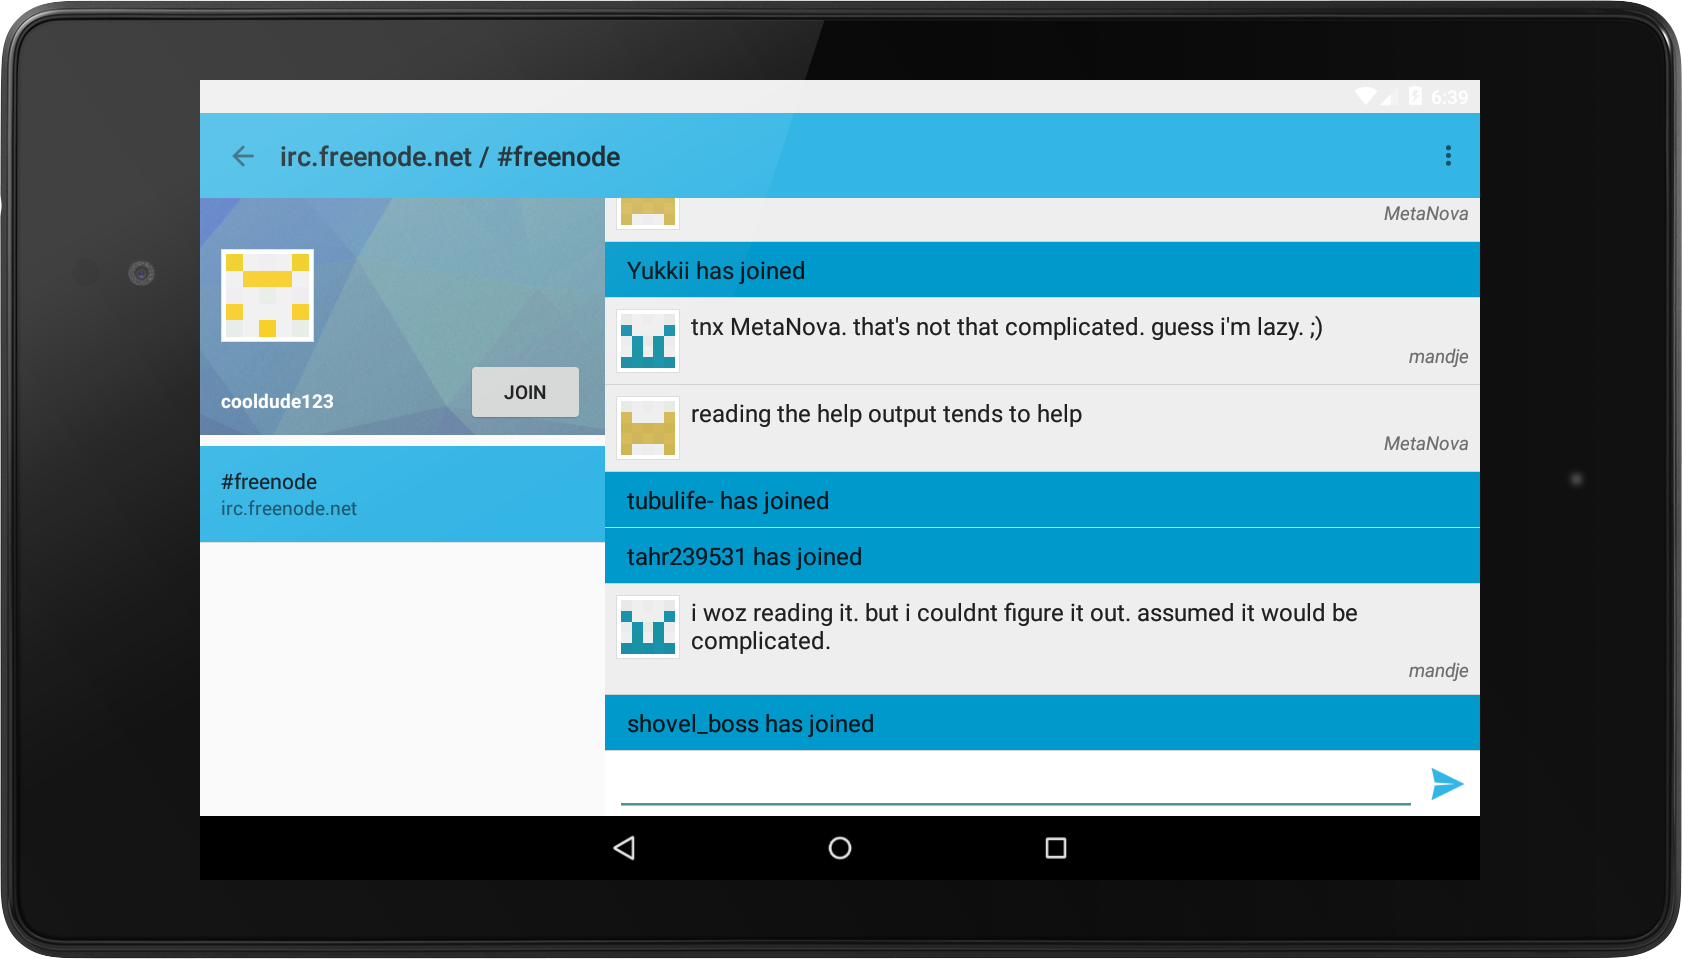 6:39
irc.freenode.net / #freenode
cooldude123
JOIN
#freenode
irc.freenode.net
MetaNova
Yukkii has joined
tnx MetaNova. that's not that complicated. guess i'm lazy. ;)
mandje
reading the help output tends to help
MetaNova
tubulife- has joined
tahr239531 has joined
i woz reading it. but i couldnt figure it out. assumed it would be
complicated.
mandje
shovel_boss has joined